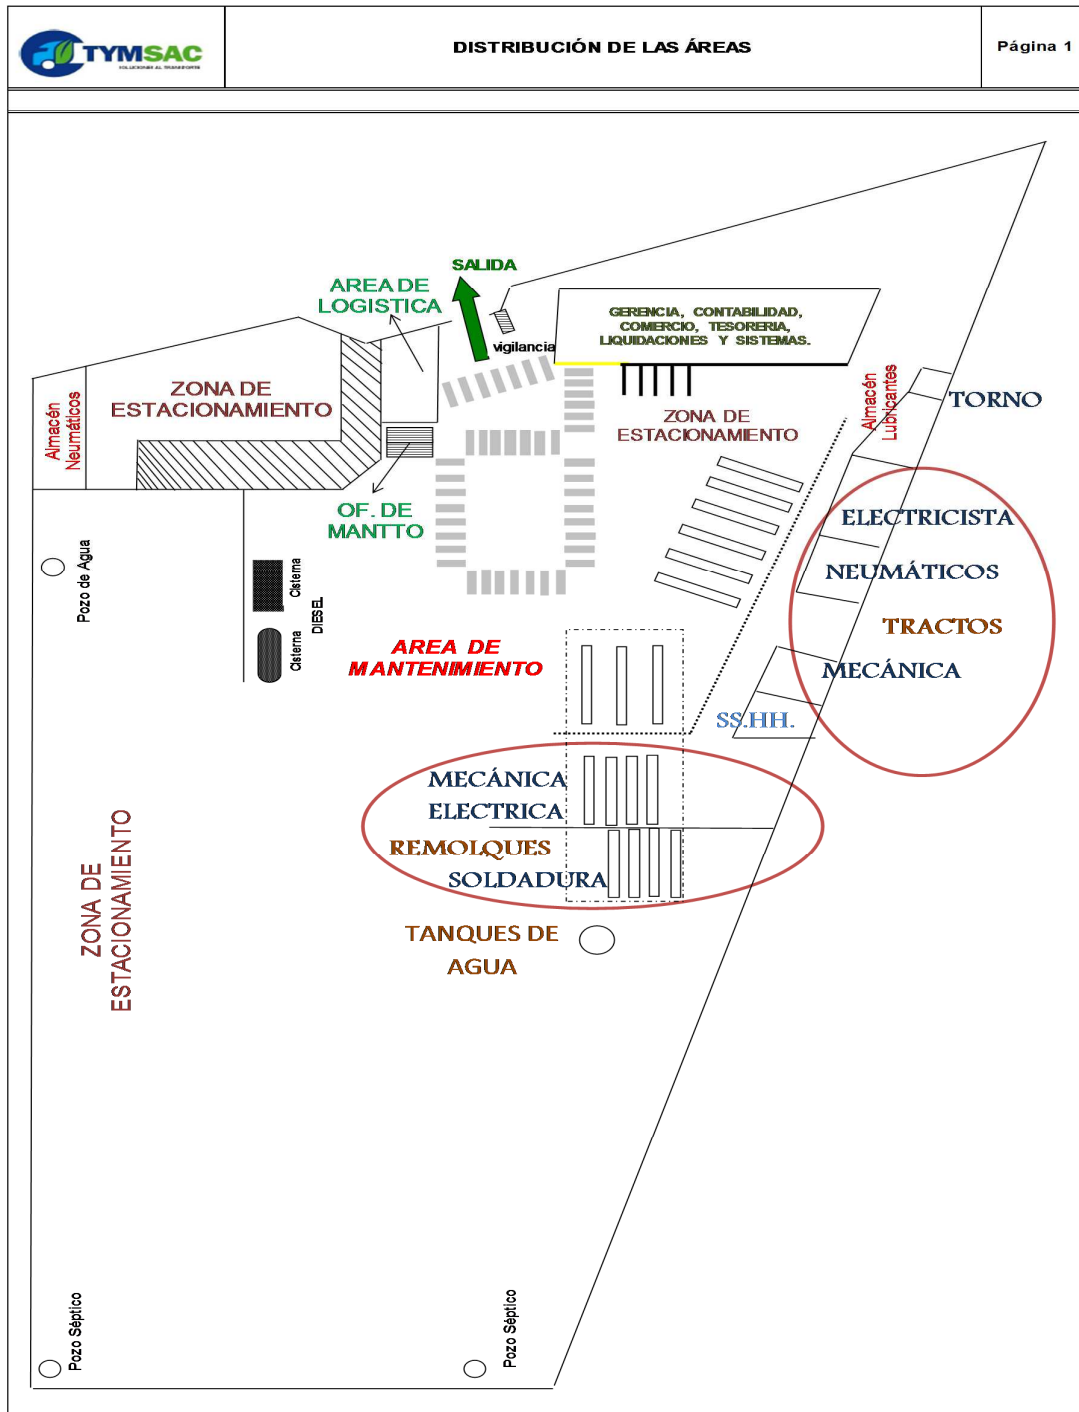 TYMSAC
SOLUCIONES AL TRANSPORTE
DISTRIBUCIÓN DE LAS ÁREAS
Página 1
SALIDA
AREA DE
LOGISTICA
vigilancia
GERENCIA, CONTABILIDAD,
COMERCIO, TESORERIA,
LIQUIDACIONES Y SISTEMAS.
ZONA DE
ESTACIONAMIENTO
Almacén
Neumáticos
ZONA DE
ESTACIONAMIENTO
Almacén
Lubricantes
TORNO
OF. DE
MANTTO
ELECTRICISTA
NEUMÁTICOS
TRACTOS
MECÁNICA
Pozo de Agua
Cisterna
Cisterna
DIESEL
AREA DE
MANTENIMIENTO
SS.HH.
MECÁNICA
ELECTRICA
REMOLQUES
SOLDADURA
TANQUES DE
AGUA
ZONA DE
ESTACIONAMIENTO
Pozo Séptico
Pozo Séptico